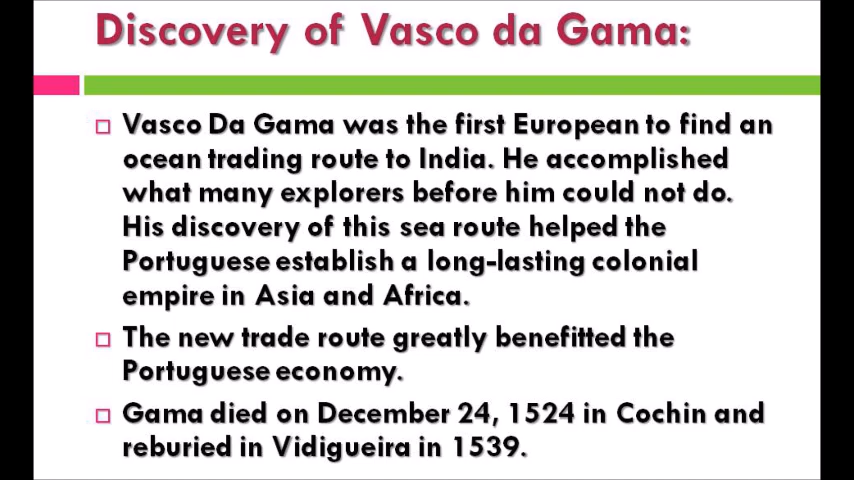 Discovery of Vasco da Gama:
Vasco Da Gama was the first European to find an
ocean trading route to India. He accomplished
what many explorers before him could not do.
His discovery of this sea route helped the
Portuguese establish a long-lasting colonial
empire in Asia and Africa.
The new trade route greatly benefitted the
Portuguese economy.
Gama died on December 24, 1524 in Cochin and
reburied in Vidigueira in 1539.